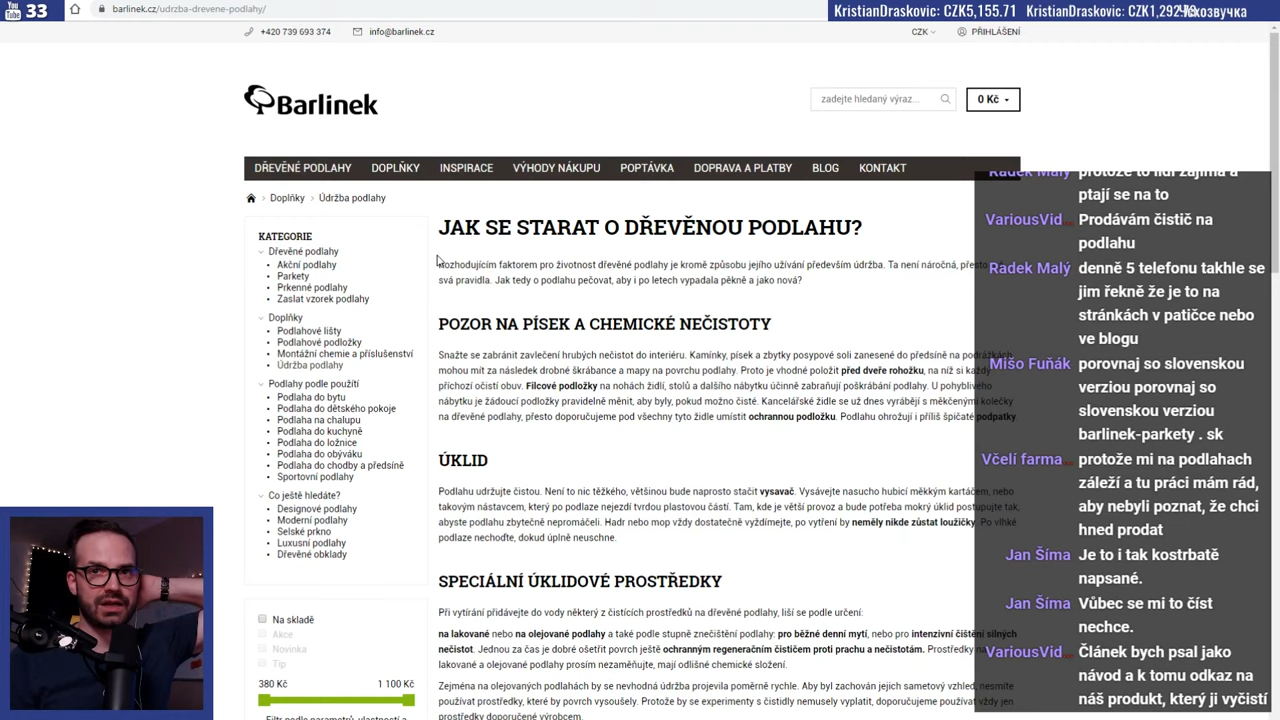 You Tube 33
barlinek.cz/udrzba-drevene-podlahy/
KristianDraskovic: CZK5,155.71 KristianDraskovic: CZK1,292
+420 739 693 374 info@barlinek.cz CZK PŘIHLÁŠENÍ
Barlinek
zadejte hledaný výraz...
0 Kč
DŘEVĚNÉ PODLAHY DOPLŇKY INSPIRACE VÝHODY NÁKUPU POPTÁVKA DOPRAVA A PLATBY BLOG KONTAKT
Doplňky Údržba podlahy
KATEGORIE
Dřevěné podlahy
Akční podlahy
Parkety
Prkenné podlahy
Zaslat vzorek podlahy
Doplňky
Podlahové lišty
Podlahové podložky
Montážní chemie a příslušenství
Údržba podlahy
Podlahy podle použití
Podlaha do bytu
Podlaha do dětského pokoje
Podlaha na chalupu
Podlaha do kuchyně
Podlaha do ložnice
Podlaha do obýváku
Podlaha do chodby a předsíně
Sportovní podlahy
Co ještě hledáte?
Designové podlahy
Moderní podlahy
Selské prkno
Luxusní podlahy
Dřevěné obklady
Na skladě
Akce
Novinka
Tip
380 Kč 1 100 Kč
Filtr podle parametrů, vlastností a
JAK SE STARAT O DŘEVĚNOU PODLAHU?
Rozhodujícím faktorem pro životnost dřevěné podlahy je kromě způsobu jejího užívání především údržba. Ta není náročná, přesto
svá pravidla. Jak tedy o podlahu pečovat, aby i po letech vypadala pěkně a jako nová?
POZOR NA PÍSEK A CHEMICKÉ NEČISTOTY
Snažte se zabránit zavlečení hrubých nečistot do interiéru. Kamínky, písek a zbytky posypové soli zanesené do předsíně na podrážkách
mohou mít za následek drobné škrábance a mapy na povrchu podlahy. Proto je vhodné položit před dveře rohožku, na níž si každý
příchozí očistí obuv. Filcové podložky na nohách židlí, stolů a dalšího nábytku účinně zabraňují poškrábání podlahy. U pohyblivého
nábytku je žádoucí podložky pravidelně měnit, aby byly, pokud možno čisté. Kancelářské židle se už dnes vyrábějí s měkčenými kolečky
na dřevěné podlahy, přesto doporučujeme pod všechny tyto židle umístit ochrannou podložku. Podlahu ohrožují i příliš špičaté podpatky.
ÚKLID
Podlahu udržujte čistou. Není to nic těžkého, většinou bude naprosto stačit vysavač. Vysávejte nasucho hubicí měkkým kartáčem, nebo
takovým nástavcem, který po podlaze nejezdí tvrdou plastovou částí. Tam, kde je větší provoz a bude potřeba mokrý úklid postupujte tak,
abyste podlahu zbytečně nepromáčeli. Hadr nebo mop vždy dostatečně vyždímejte, po vytření by neměly nikde zůstat loužičky. Po vlhké
podlaze nechoďte, dokud úplně neuschne.
SPECIÁLNÍ ÚKLIDOVÉ PROSTŘEDKY
Při vytírání přidávejte do vody některý z čistících prostředků na dřevěné podlahy, liší se podle určení:
na lakované nebo na olejované podlahy a také podle stupně znečištění podlahy: pro běžné denní mytí, nebo pro intenzivní čištění silných
nečistot. Jednou za čas je dobré ošetřit povrch ještě ochranným regeneračním čističem proti prachu a nečistotám. Prostředky na
lakované a olejované podlahy prosím nezaměňujte, mají odlišné chemické složení.
Zejména na olejovaných podlahách by se nevhodná údržba projevila poměrně rychle. Aby byl zachován jejich sametový vzhled, nesmíte
používat prostředky, které by povrch vysoušely. Protože by se experimenty s čistidly nemusely vyplatit, doporučujeme používat vždy jen
prostředky doporučené výrobcem.
Radek Malý protože to lidi zajímá a
ptají se na to
VariousVid Prodávám čistič na
podlahu
Radek Malý denně 5 telefonu takhle se
jim řekně že je to na
stránkách v patičce nebo
ve blogu
Mišo Fuňák porovnaj so slovenskou
verziou porovnaj so
slovenskou verziou
barlinek-parkety . sk
Včelí farma protože mi na podlahach
záleží a tu práci mám rád,
aby nebyli poznat, že chci
hned prodat
Jan Šíma Je to i tak kostrbatě
napsané.
Jan Šíma Vůbec se mi to číst
nechce.
VariousVid Článek bych psal jako
návod a k tomu odkaz na
náš produkt, který ji vyčistí